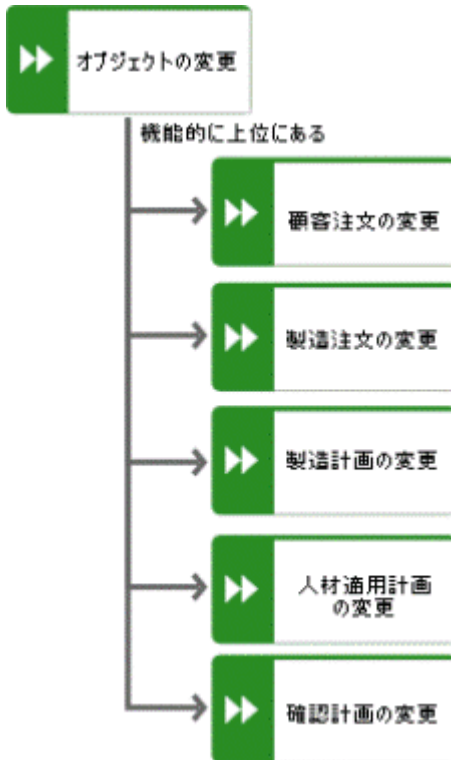 オブジェクトの変更
機能的に上位にある
顧客注文の変更
製造注文の変更
製造計画の変更
人材適用計画
の変更
確認計画の変更